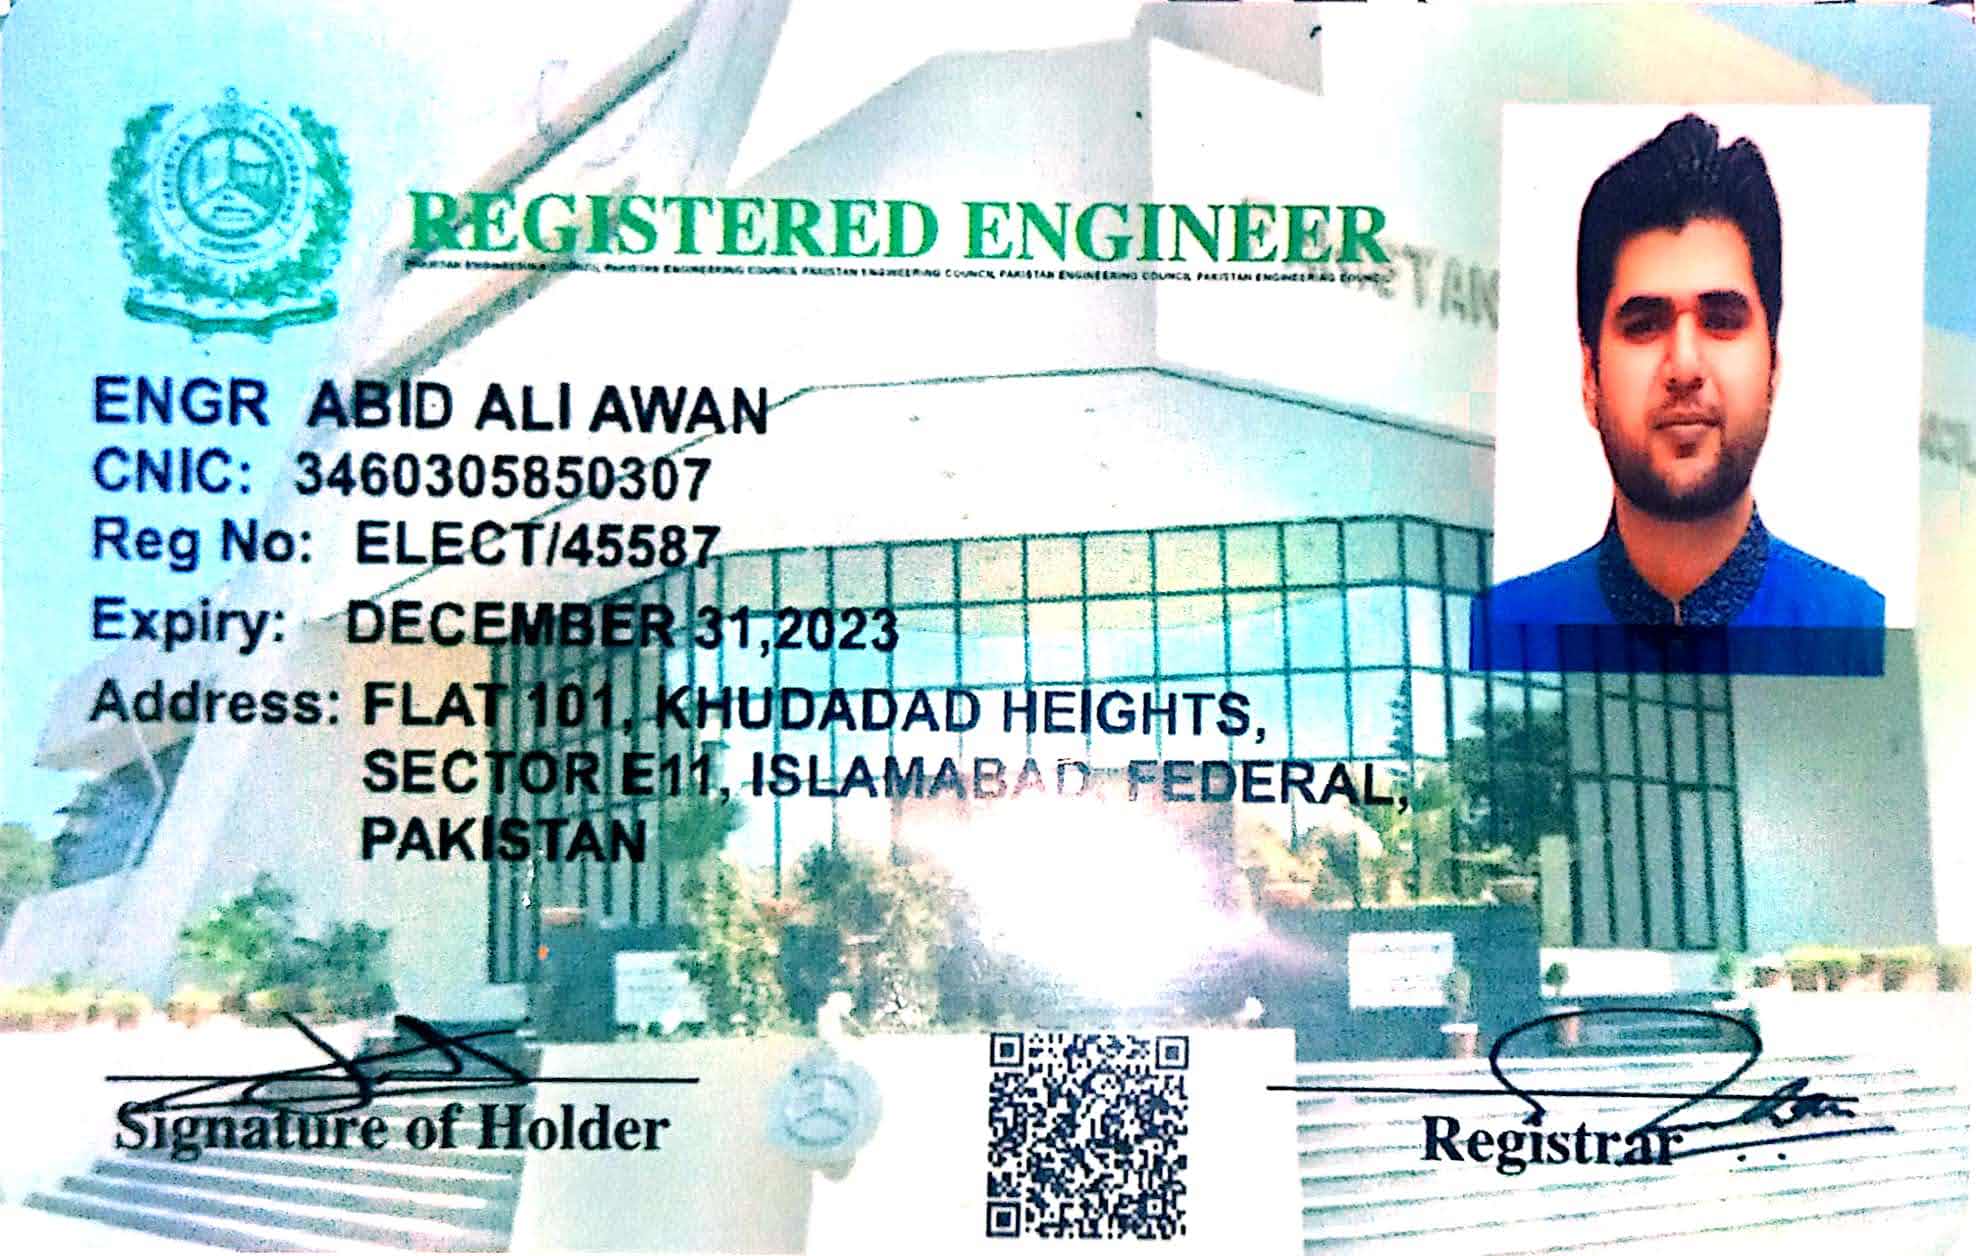 REGISTERED ENGINEER
PAKISTAN ENGINEERING COUNCIL PAKISTAN ENGINEERING COUNCIL PAKISTAN ENGINEERING COUNCIL PAKISTAN ENGINEERING COUNCIL PAKISTAN ENGINEERING COUNCIL
ENGR ABID ALI AWAN
CNIC: 3460305850307
Reg No: ELECT/45587
Expiry: DECEMBER 31,2023
Address: FLAT 101, KHUDADAD HEIGHTS,
SECTOR E11, ISLAMABAD, FEDERAL,
PAKISTAN
Signature of Holder
Registrar